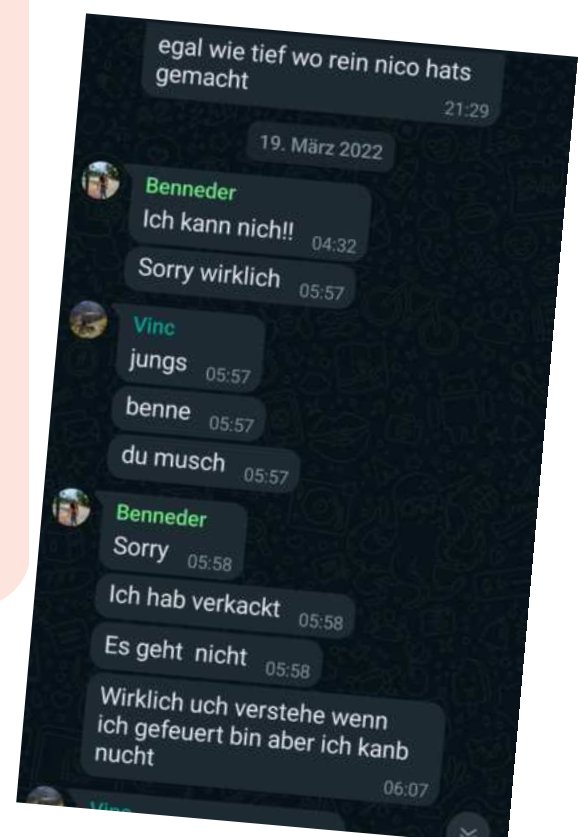 egal wie tief wo rein nico hats
gemacht
21:29
19. März 2022
Benneder
Ich kann nich!!
04:32
Sorry wirklich
05:57
Vinc
jungs
05:57
benne
05:57
du musch
05:57
Benneder
Sorry
05:58
Ich hab verkackt
05:58
Es geht nicht
05:58
Wirklich uch verstehe wenn
ich gefeuert bin aber ich kanb
nucht
06:07
Vinc